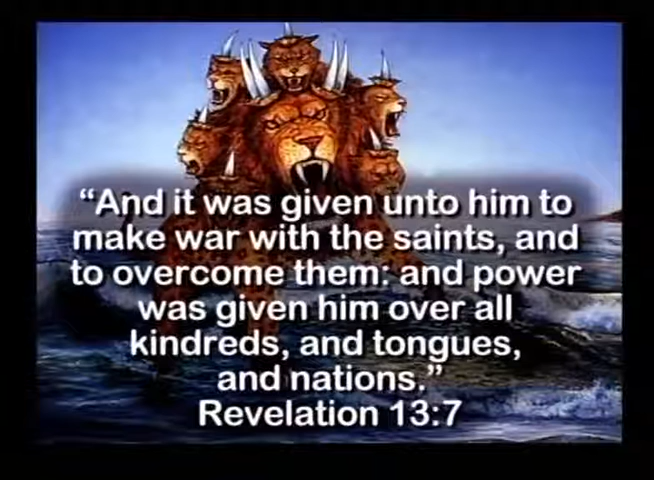 “And it was given unto him to
make war with the saints, and
to overcome them: and power
was given him over all
kindreds, and tongues,
and nations.”
Revelation 13:7